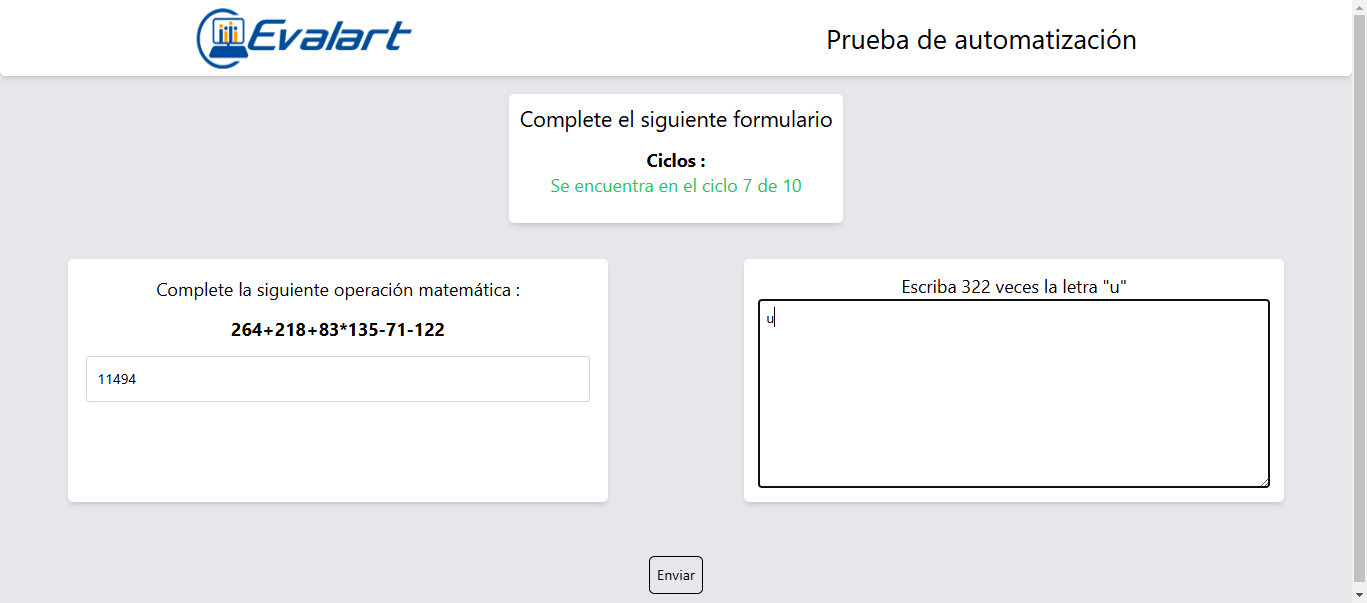 Evalart
Prueba de automatización
Complete el siguiente formulario
Ciclos :
Se encuentra en el ciclo 7 de 10
Complete la siguiente operación matemática :
264+218+83*135-71-122
11494
Escriba 322 veces la letra "u"
u
Enviar